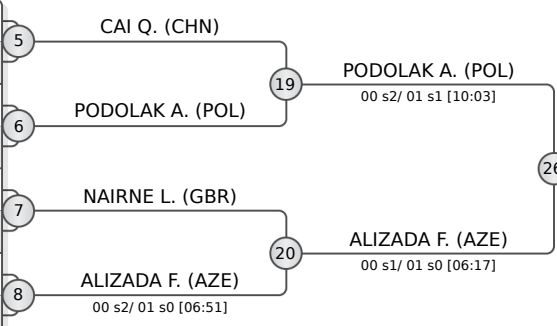 CAI Q. (CHN)
5
PODOLAK A. (POL)
19
00 s2/ 01 s1 [10:03]
PODOLAK A. (POL)
6
26
NAIRNE L. (GBR)
7
ALIZADA F. (AZE)
20
00 s1/ 01 s0 [06:17]
ALIZADA F. (AZE)
8
00 s2/ 01 s0 [06:51]